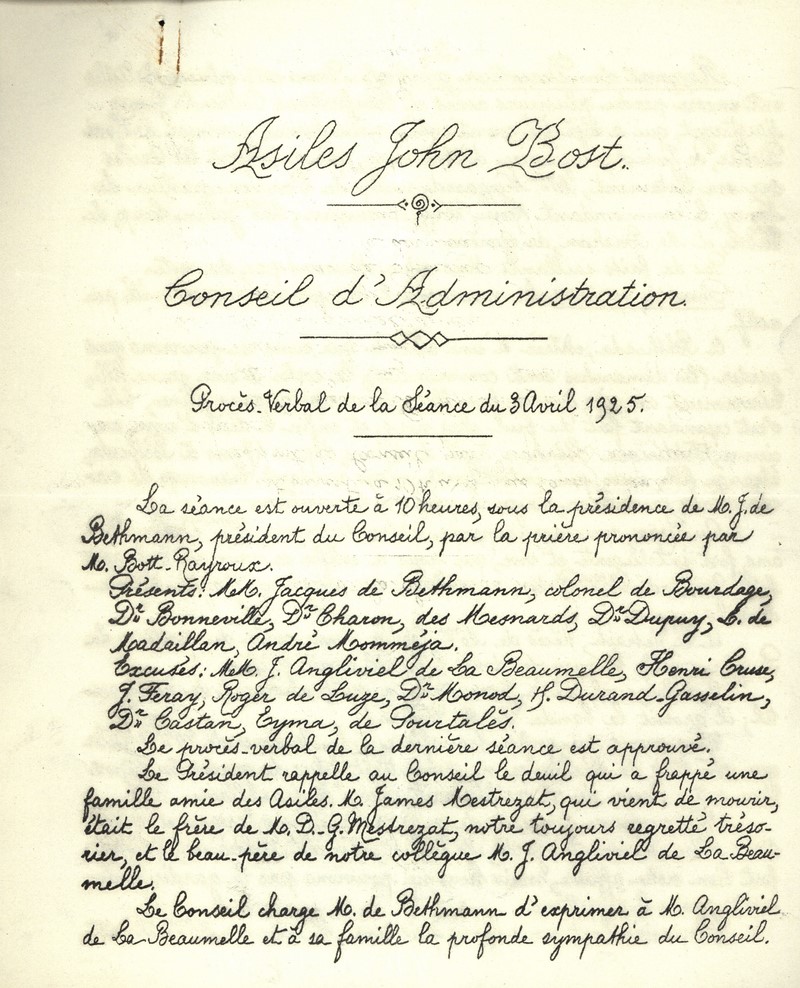 Asiles John Bost.
Conseil d'Administration.
Procès-Verbal de la Séance du 3 Avril 1925.
La séance est ouverte à 10 heures, sous la présidence de M. J. de
Bethmann, président du Conseil, par la prière prononcée par
M. Bott-Rayroux.
Présents: MM. Jacques de Bethmann, colonel de Bourdage,
Dr Bonneville, Dr Charon, des Mesnards, Dr Dupuy, L. de
Madaillan, André Momméja.
Excusés: MM. J. Angliviel de La Beaumelle, Henri Cruse,
J. Feray, Roger de Luze, Dr Monod, H. Durand-Gasselin,
Dr Castan, Eyma, de Pourtalès.
Le procès-verbal de la dernière séance est approuvé.
Le Président rappelle au Conseil le deuil qui a frappé une
famille amie des Asiles. M. James Mestrezat, qui vient de mourir,
était le frère de M. D.-G. Mestrezat, notre toujours regretté tréso-
rier, et le beau-père de notre collègue M. J. Angliviel de La Beau-
melle.
Le Conseil charge M. de Bethmann d'exprimer à M. Angliviel
de La Beaumelle et à sa famille la profonde sympathie du Conseil.